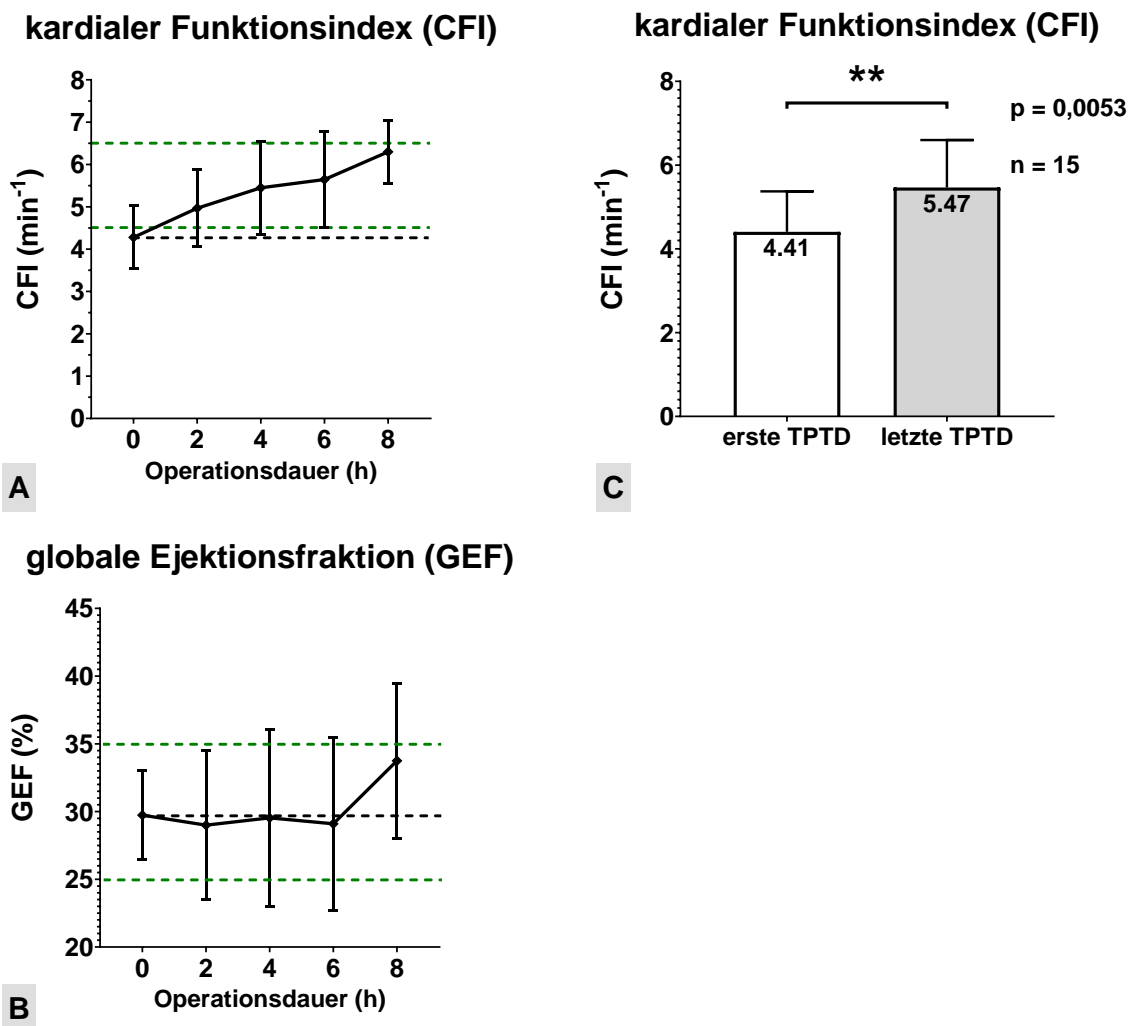 kardialer Funktionsindex (CFI)
8
7
6
5
4
3
2
1
0
CFI (min-1)
0 2 4 6 8
Operationsdauer (h)
A
kardialer Funktionsindex (CFI)
**
p = 0,0053
n = 15
8
6
4
2
0
CFI (min-1)
4.41
5.47
erste TPTD letzte TPTD
C
globale Ejektionsfraktion (GEF)
45
40
35
30
25
20
GEF (%)
0 2 4 6 8
Operationsdauer (h)
B